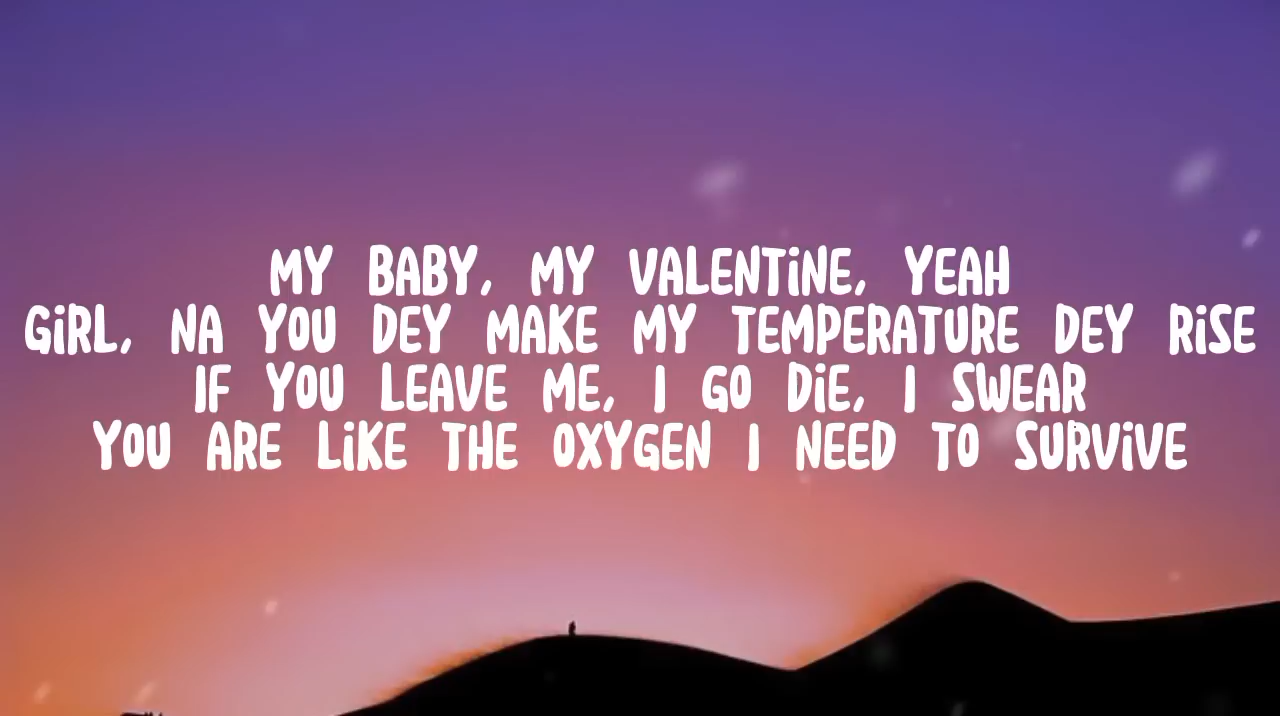 MY BABY, MY VALENTiNE, YEAH
GiRL, NA YOU DEY MAKE MY TEMPERATURE DEY RiSE
IF YOU LEAVE ME, I GO DiE, I SWEAR
YOU ARE LiKE THE OXYGEN I NEED TO SURViVE